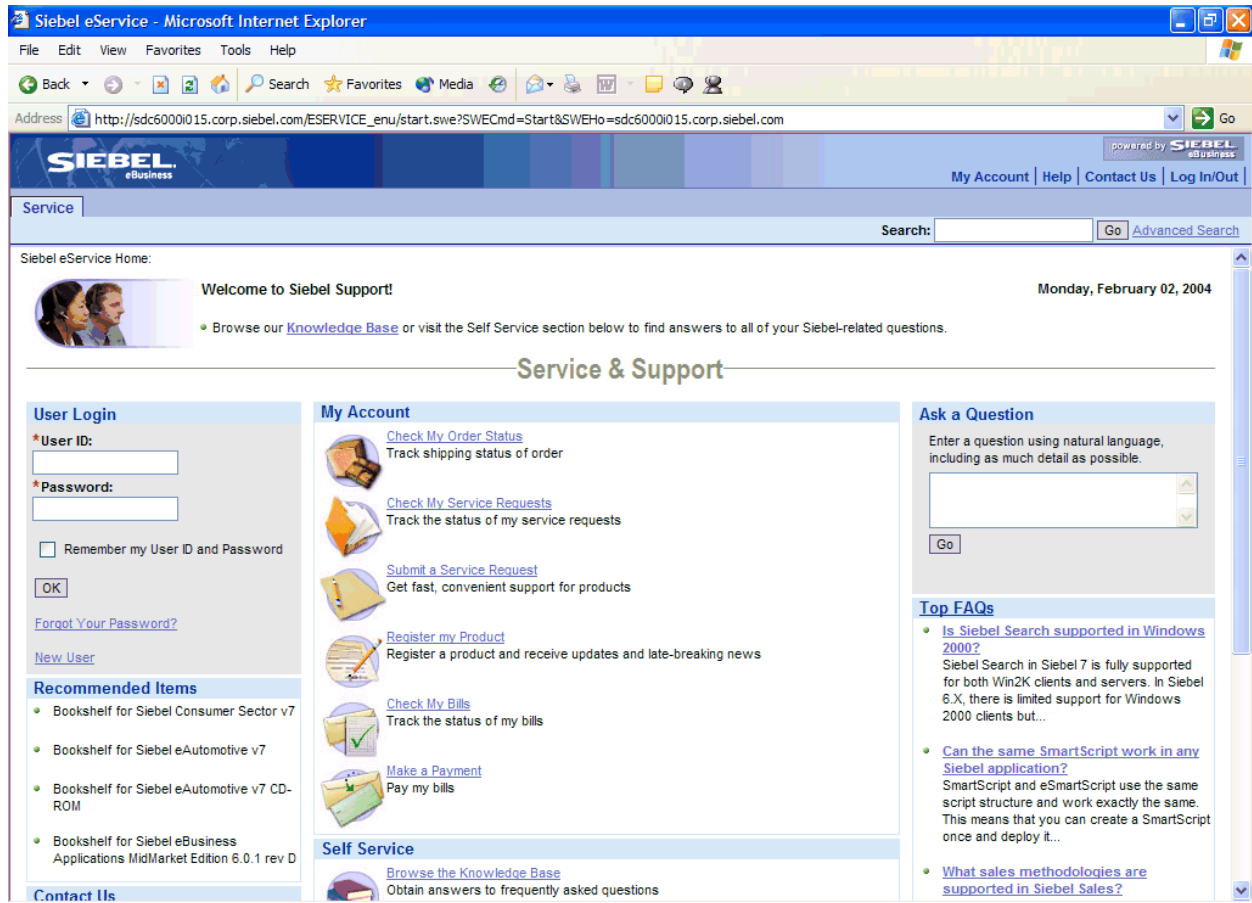 Siebel eService - Microsoft Internet Explorer
File Edit View Favorites Tools Help
Back Search Favorites Media
Address http://sdc6000i015.corp.siebel.com/ESERVICE_enu/start.swe?SWECmd=Start&SWEHo=sdc6000i015.corp.siebel.com Go
SIEBEL.
eBusiness
powered by SIEBEL.
eBusiness
My Account | Help | Contact Us | Log In/Out |
Service
Search: Go Advanced Search
Siebel eService Home:
Welcome to Siebel Support!
Monday, February 02, 2004
Browse our Knowledge Base or visit the Self Service section below to find answers to all of your Siebel-related questions.
Service & Support
User Login
*User ID:
*Password:
Remember my User ID and Password
OK
Forgot Your Password?
New User
Recommended Items
Bookshelf for Siebel Consumer Sector v7
Bookshelf for Siebel eAutomotive v7
Bookshelf for Siebel eAutomotive v7 CD-
ROM
Bookshelf for Siebel eBusiness
Applications MidMarket Edition 6.0.1 rev D
Contact Us
My Account
Check My Order Status
Track shipping status of order
Check My Service Requests
Track the status of my service requests
Submit a Service Request
Get fast, convenient support for products
Register my Product
Register a product and receive updates and late-breaking news
Check My Bills
Track the status of my bills
Make a Payment
Pay my bills
Self Service
Browse the Knowledge Base
Obtain answers to frequently asked questions
Ask a Question
Enter a question using natural language,
including as much detail as possible.
Go
Top FAQs
Is Siebel Search supported in Windows
2000?
Siebel Search in Siebel 7 is fully supported
for both Win2K clients and servers. In Siebel
6.X, there is limited support for Windows
2000 clients but...
Can the same SmartScript work in any
Siebel application?
SmartScript and eSmartScript use the same
script structure and work exactly the same.
This means that you can create a SmartScript
once and deploy it...
What sales methodologies are
supported in Siebel Sales?